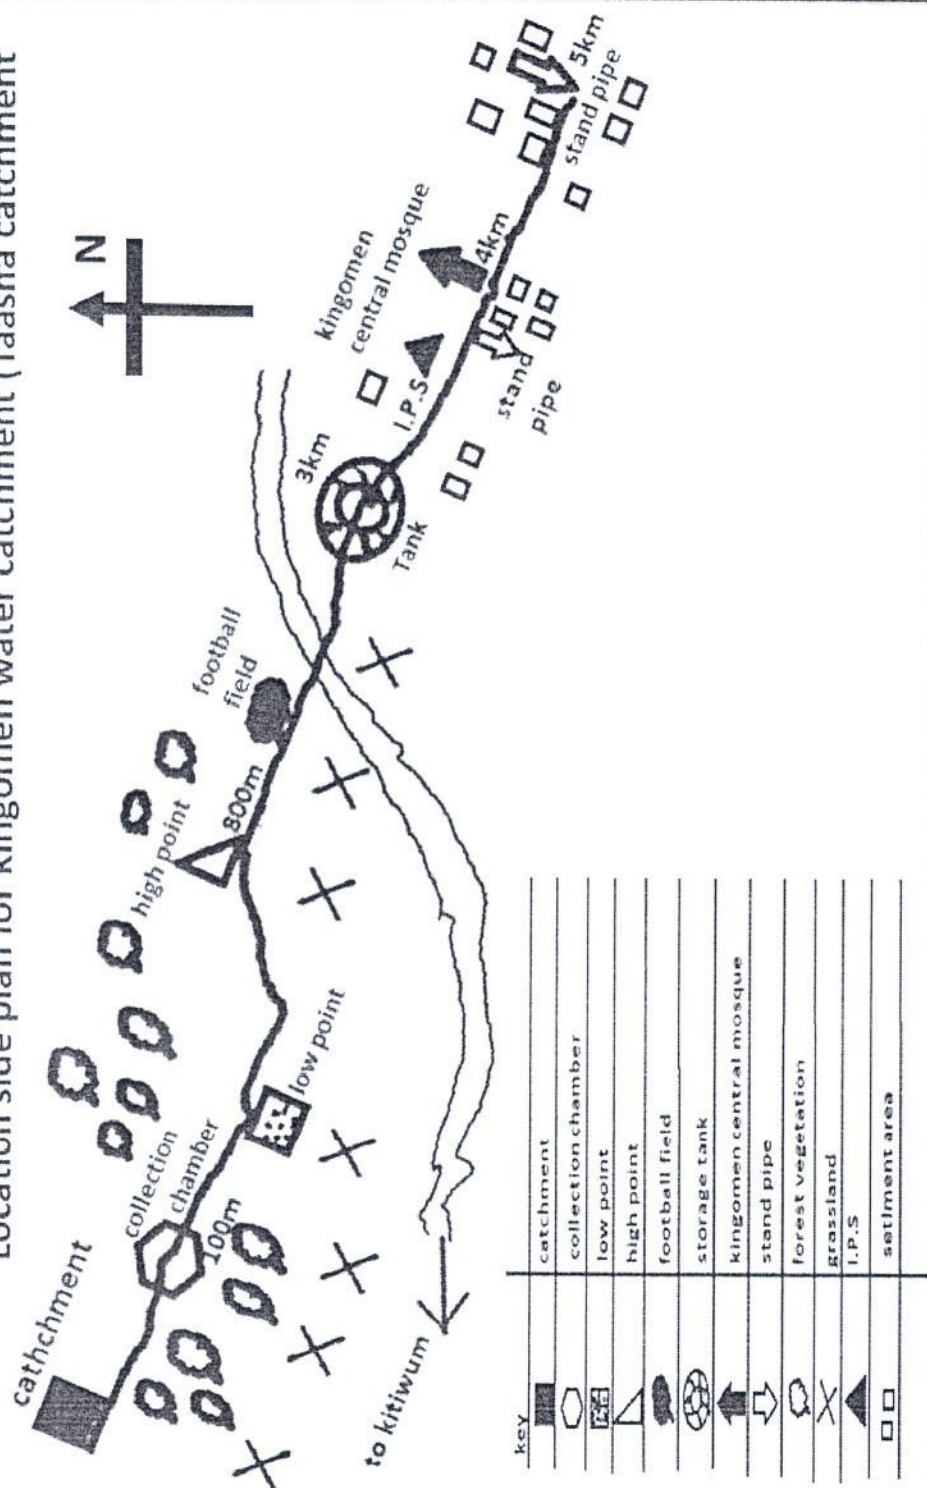 Location side plan for kingomen water catchment (Taasha catchment
N
cathchment
collection
chamber
100m
low point
high point
800m
football
field
3km
Tank
I.P.S
kingomen
central mosque
4km
stand
pipe
5km
stand pipe
to kitiwum
key
catchment
collection chamber
low point
high point
football field
storage tank
kingomen central mosque
stand pipe
forest vegetation
grassland
I.P.S
setlment area